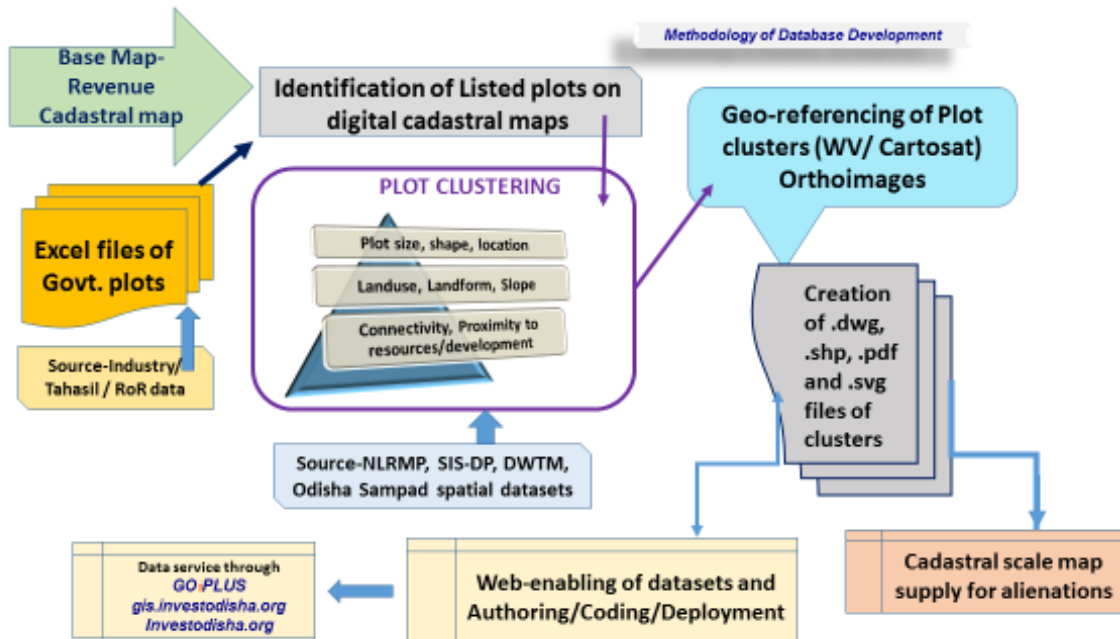 Methodology of Database Development
Base Map-
Revenue
Cadastral map
Identification of Listed plots on
digital cadastral maps
Geo-referencing of Plot
clusters (WV/ Cartosat)
Orthoimages
PLOT CLUSTERING
Plot size, shape, location
Landuse, Landform, Slope
Connectivity, Proximity to
resources/development
Excel files of
Govt. plots
Source-Industry/
Tahasil / RoR data
Creation
of .dwg,
.shp, .pdf
and .svg
files of
clusters
Source-NLRMP, SIS-DP, DWTM,
Odisha Sampad spatial datasets
Data service through
GO PLUS
gis.investodisha.org
Investodisha.org
Web-enabling of datasets and
Authoring/Coding/Deployment
Cadastral scale map
supply for alienations